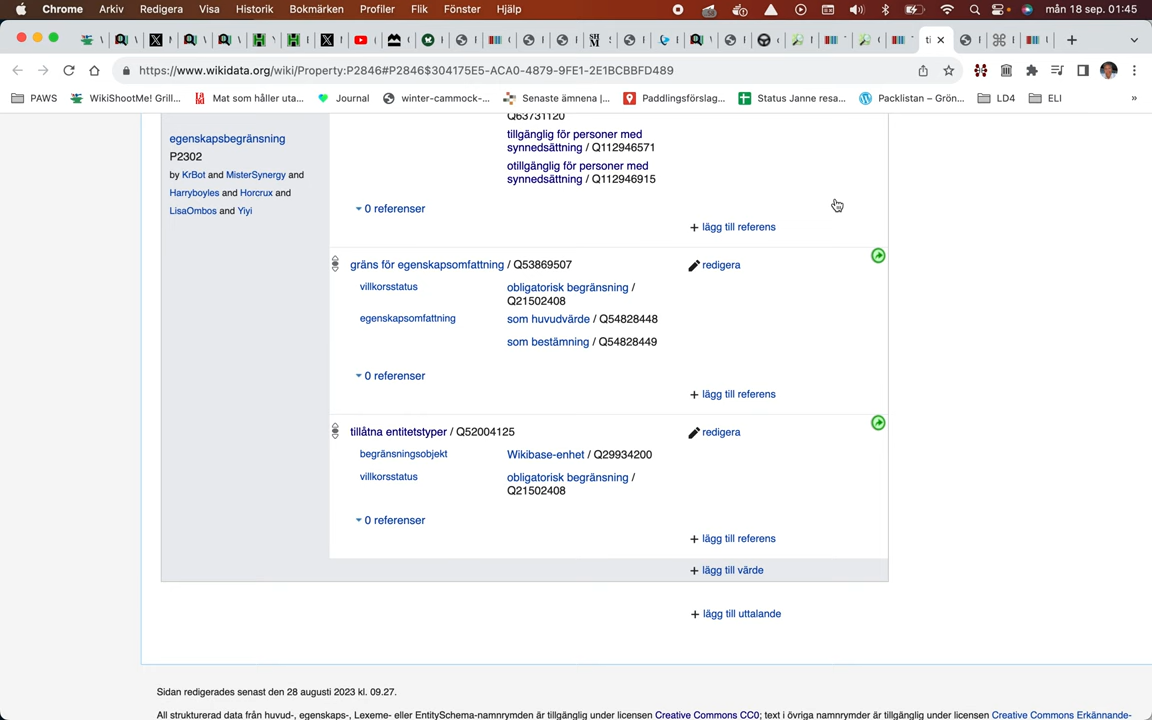 Chrome Arkiv Redigera Visa Historik Bokmärken Profiler Flik Fönster Hjälp mån 18 sep. 01:45
https://www.wikidata.org/wiki/Property:P2846#P2846$304175E5-ACA0-4879-9FE1-2E1BCBBFD489
PAWS WikiShootMe! Gril... Mat som håller uta... Journal winter-cammock-... Senaste ämnena |... Paddlingsförslag... Status Janne resa... Packlistan – Grön... LD4 ELI »
Q63731120
egenskapsbegränsning
P2302
by KrBot and MisterSynergy and
Harryboyles and Horcrux and
LisaOmbos and Yiyi
tillgänglig för personer med
synnedsättning / Q112946571
otillgänglig för personer med
synnedsättning / Q112946915
0 referenser
+ lägg till referens
gräns för egenskapsomfattning / Q53869507 redigera
villkorsstatus obligatorisk begränsning /
Q21502408
egenskapsomfattning som huvudvärde / Q54828448
som bestämning / Q54828449
0 referenser
+ lägg till referens
tillåtna entitetstyper / Q52004125 redigera
begränsningsobjekt Wikibase-enhet / Q29934200
villkorsstatus obligatorisk begränsning /
Q21502408
0 referenser
+ lägg till referens
+ lägg till värde
+ lägg till uttalande
Sidan redigerades senast den 28 augusti 2023 kl. 09.27.
All strukturerad data från huvud-, egenskaps-, Lexeme- eller EntitySchema-namnrymden är tillgänglig under licensen Creative Commons CC0; text i övriga namnrymder är tillgänglig under licensen Creative Commons Erkännande-